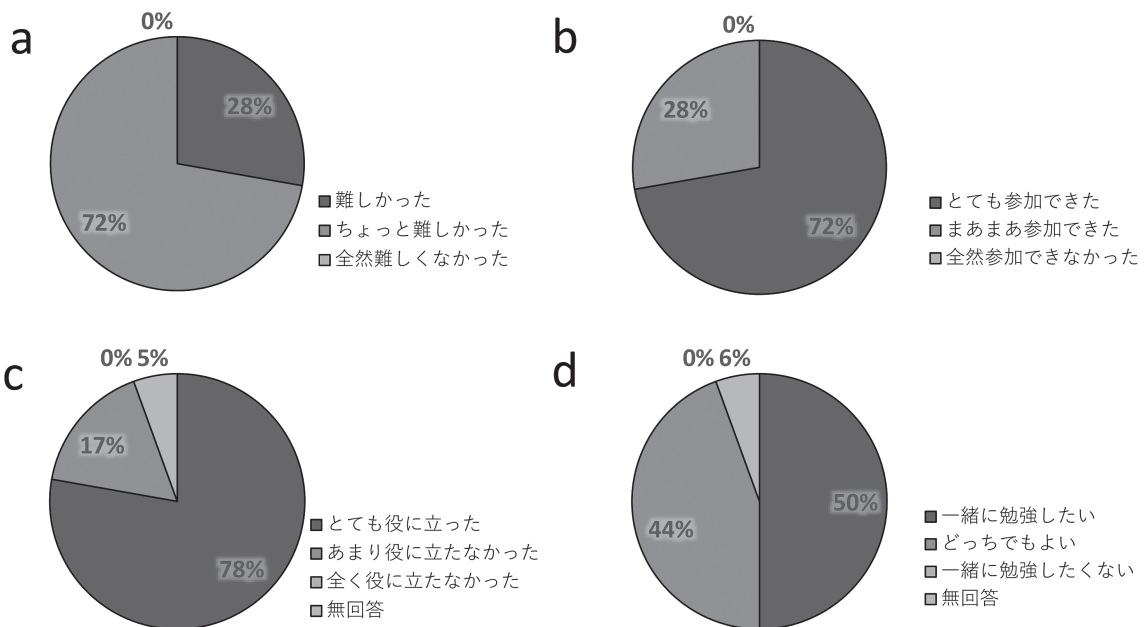 a
0%
28%
72%
難しかった
ちょっと難しかった
全然難しくなかった
b
0%
28%
72%
とても参加できた
まあまあ参加できた
全然参加できなかった
c
0% 5%
17%
78%
とても役に立った
あまり役に立たなかった
全く役に立たなかった
無回答
d
0% 6%
44%
50%
一緒に勉強したい
どっちでもよい
一緒に勉強したくない
無回答